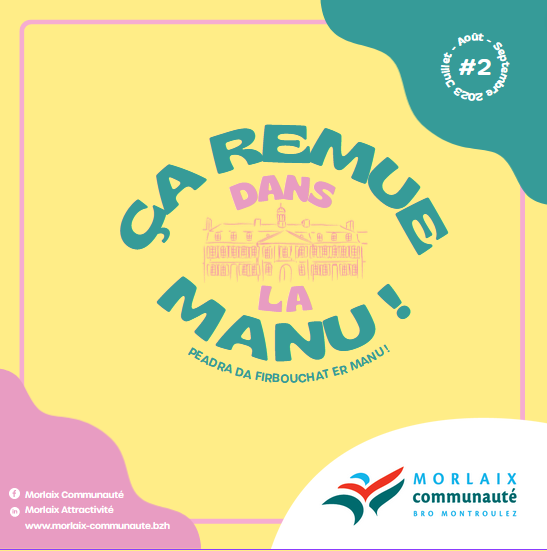 Juillet - Août - Septembre 2023
#2
ÇA REMUE
DANS
LA
MANU !
PEADRA DA FIRBOUCHAT ER MANU !
Morlaix Communauté
Morlaix Attractivité
www.morlaix-communaute.bzh
MORLAIX
communauté
BRO MONTROULEZ